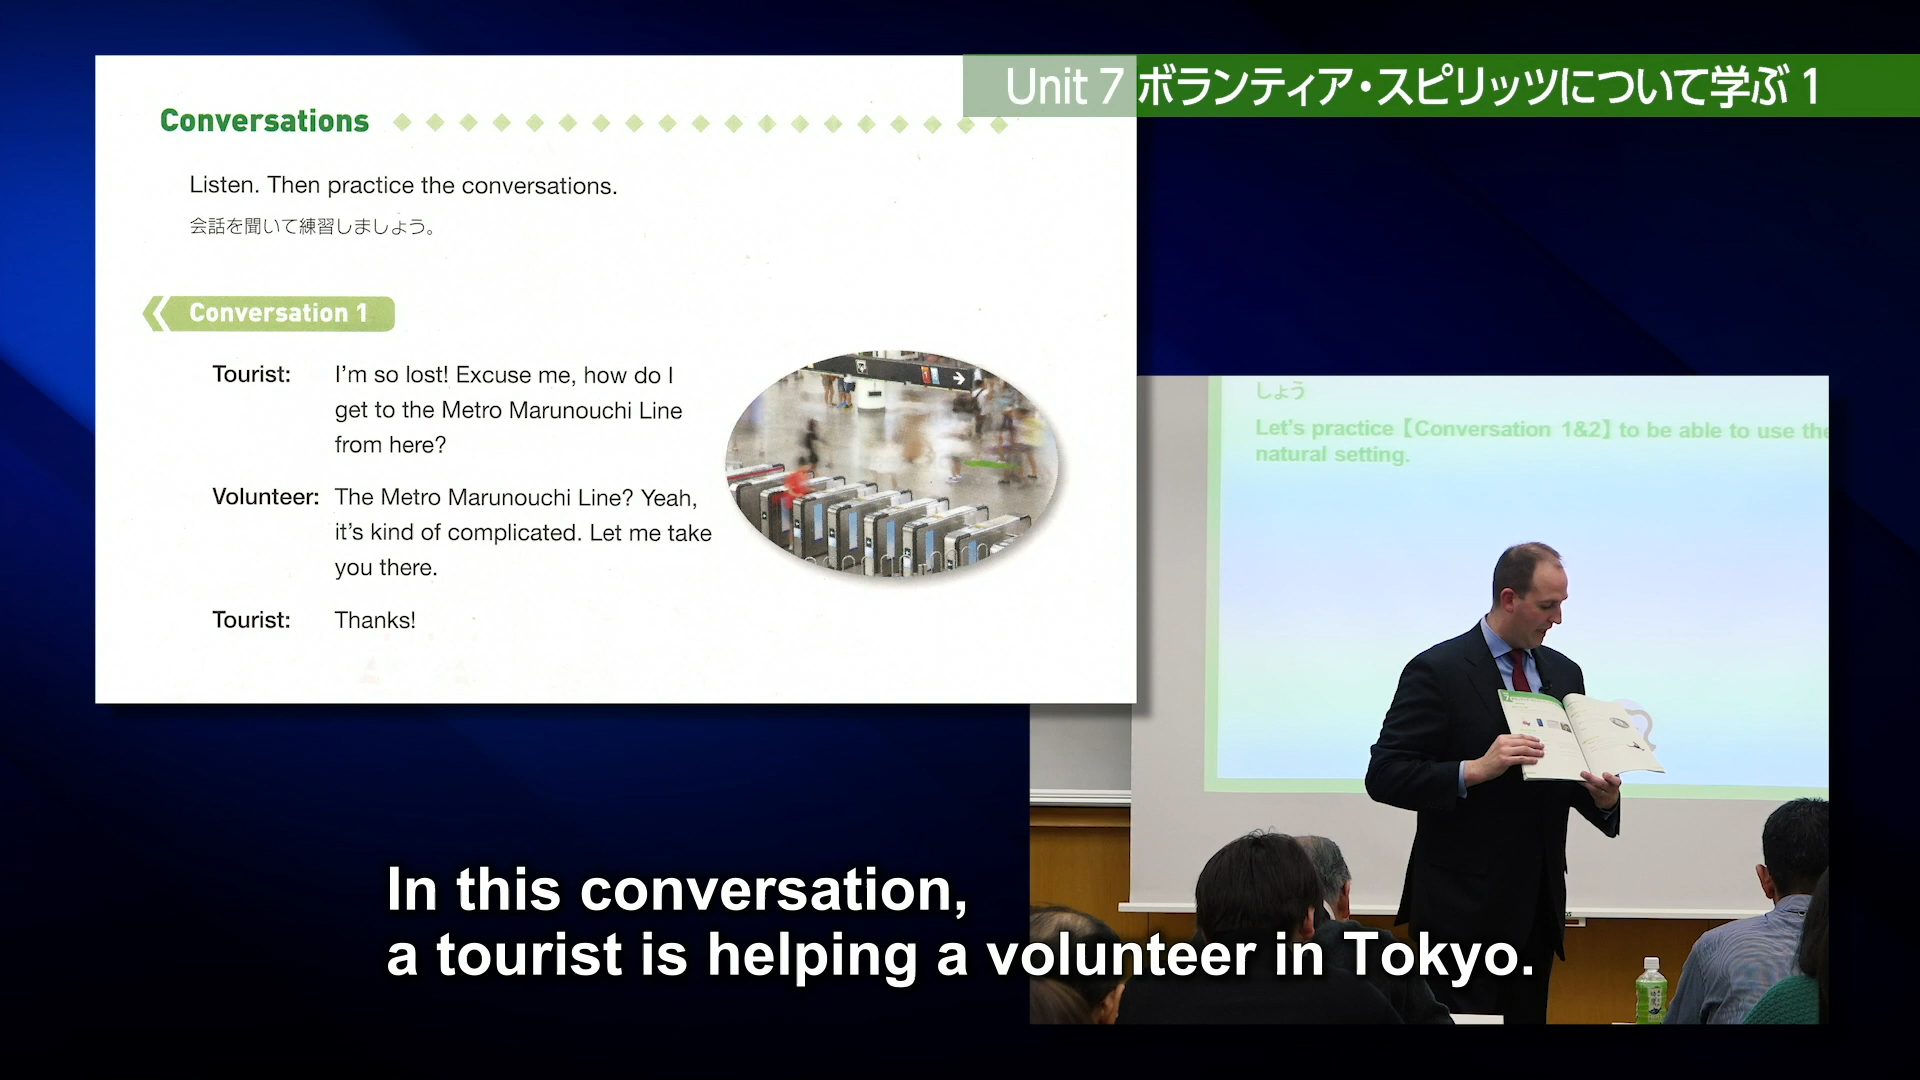 Unit 7 ボランティア・スピリッツについて学ぶ 1
Conversations
Listen. Then practice the conversations.
会話を聞いて練習しましょう。
Conversation 1
Tourist: I'm so lost! Excuse me, how do I
get to the Metro Marunouchi Line
from here?
Volunteer: The Metro Marunouchi Line? Yeah,
it's kind of complicated. Let me take
you there.
Tourist: Thanks!
しょう
Let's practice【Conversation 1&2】to be able to use the
natural setting.
In this conversation,
a tourist is helping a volunteer in Tokyo.